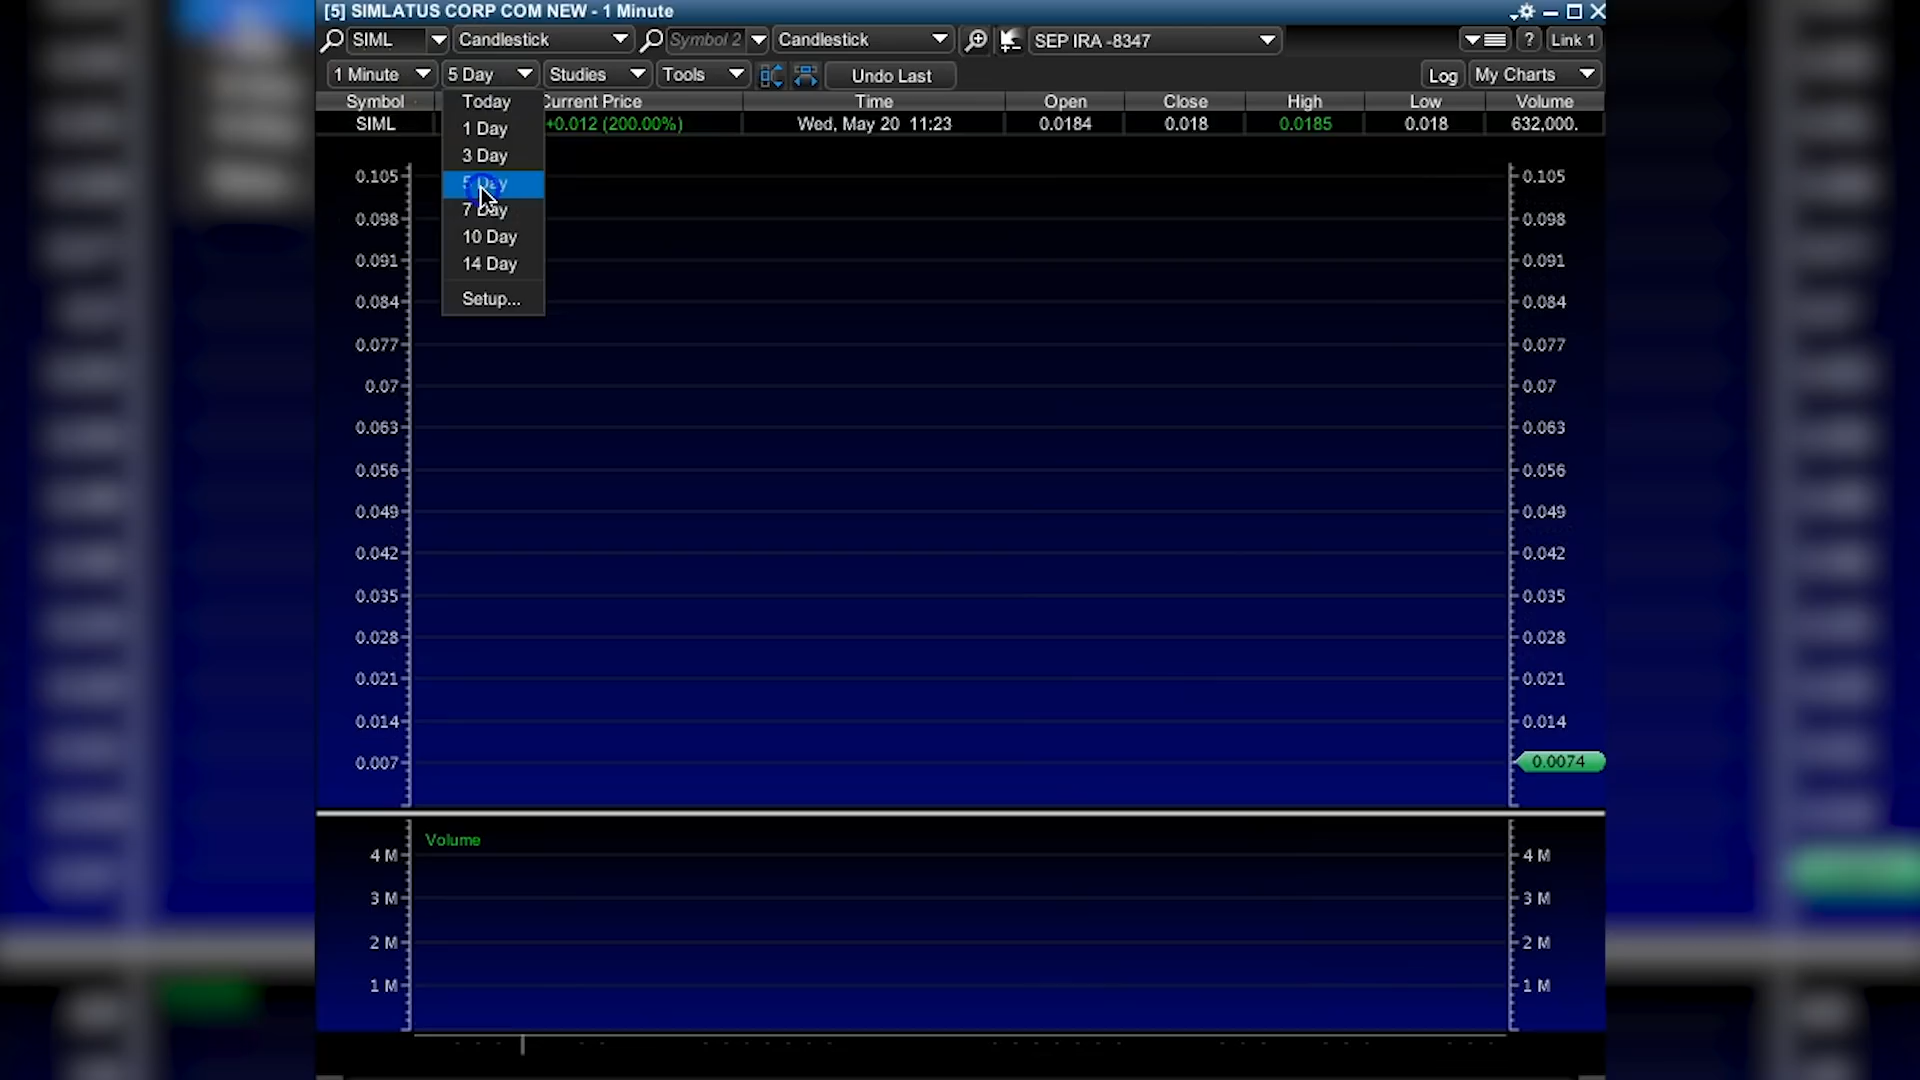 [5] SIMLATUS CORP COM NEW - 1 Minute
SIML Candlestick Symbol 2 Candlestick SEP IRA -8347 ? Link 1
1 Minute 5 Day Studies Tools Undo Last Log My Charts
Symbol Current Price Time Open Close High Low Volume
SIML +0.012 (200.00%) Wed, May 20 11:23 0.0184 0.018 0.0185 0.018 632,000.
Today
1 Day
3 Day
5 Day
7 Day
10 Day
14 Day
Setup...
0.105 0.105
0.098 0.098
0.091 0.091
0.084 0.084
0.077 0.077
0.07 0.07
0.063 0.063
0.056 0.056
0.049 0.049
0.042 0.042
0.035 0.035
0.028 0.028
0.021 0.021
0.014 0.014
0.007 0.0074
Volume
4 M 4 M
3 M 3 M
2 M 2 M
1 M 1 M